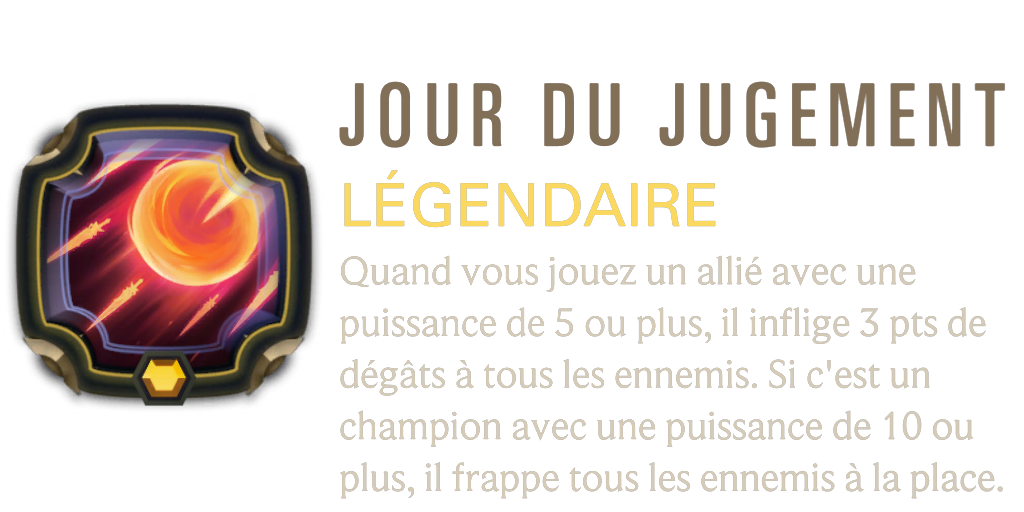 JOUR DU JUGEMENT
LÉGENDAIRE
Quand vous jouez un allié avec une
puissance de 5 ou plus, il inflige 3 pts de
dégâts à tous les ennemis. Si c'est un
champion avec une puissance de 10 ou
plus, il frappe tous les ennemis à la place.